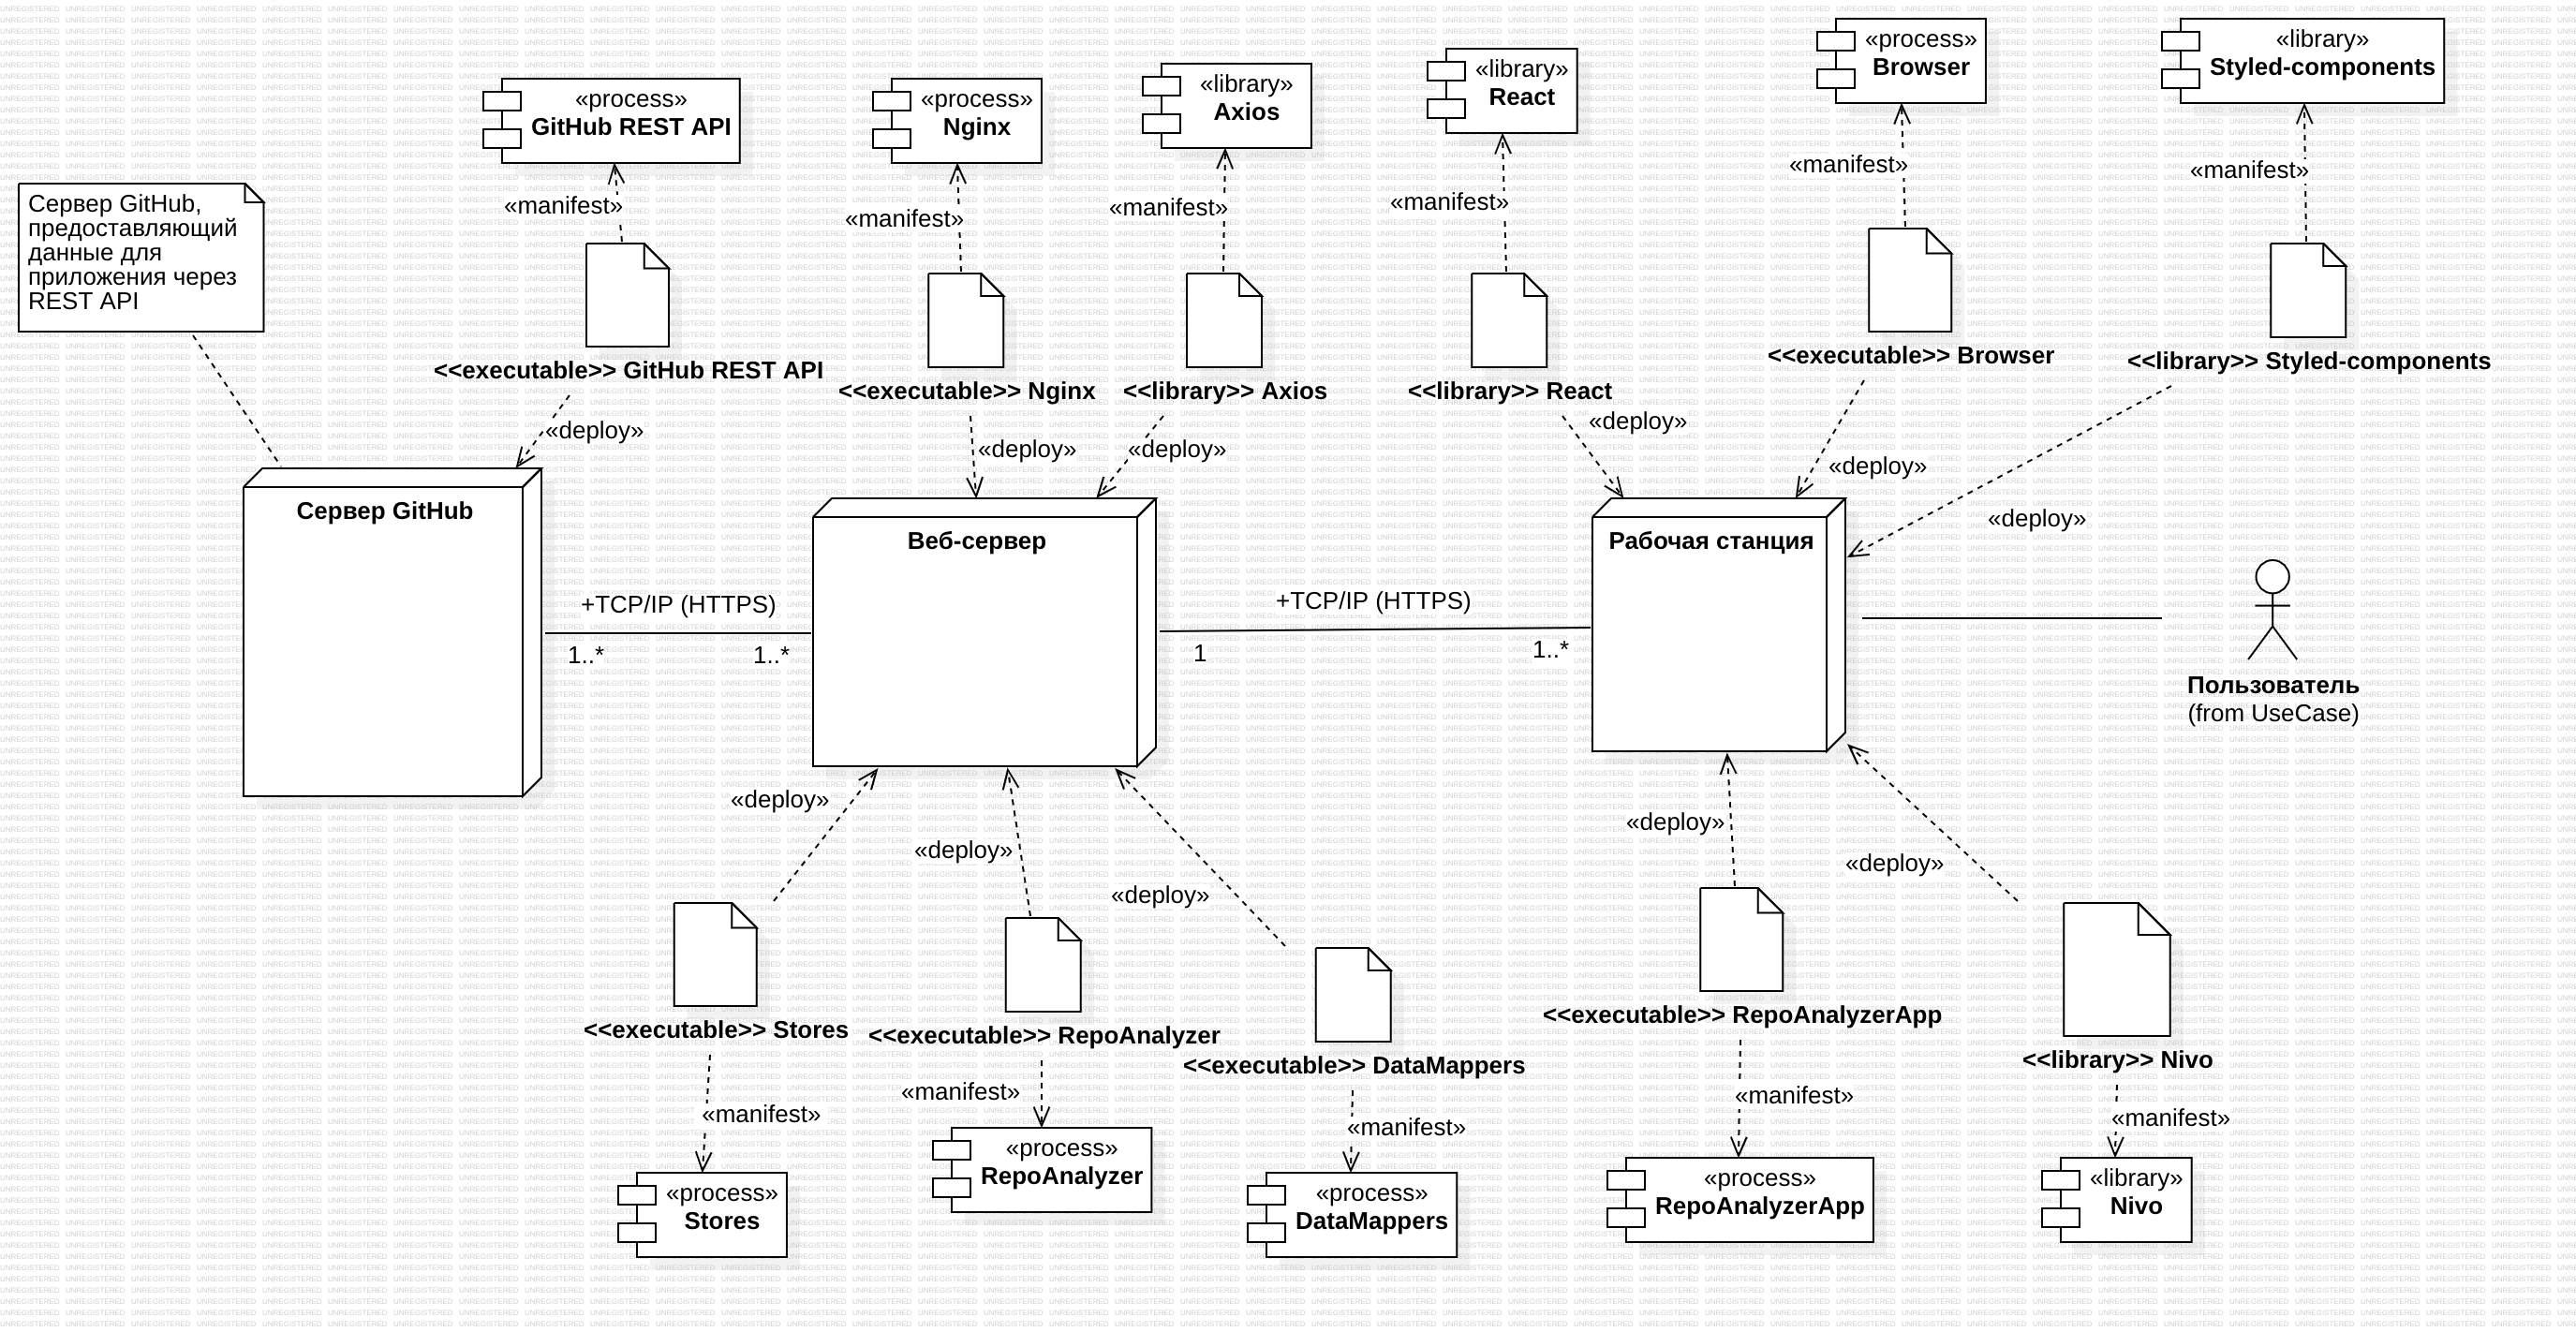 «process»
GitHub REST API
«process»
Nginx
«library»
Axios
«library»
React
«process»
Browser
«library»
Styled-components
«manifest»
«manifest»
«manifest»
«manifest»
«manifest»
«manifest»
Сервер GitHub,
предоставляющий
данные для
приложения через
REST API
<<executable>> GitHub REST API
<<executable>> Nginx
<<library>> Axios
<<library>> React
<<executable>> Browser
<<library>> Styled-components
«deploy»
«deploy»
«deploy»
«deploy»
«deploy»
«deploy»
Сервер GitHub
Веб-сервер
Рабочая станция
+TCP/IP (HTTPS)
1..*
1..*
+TCP/IP (HTTPS)
1
1..*
Пользователь
(from UseCase)
«deploy»
«deploy»
«deploy»
«deploy»
«deploy»
<<executable>> Stores
<<executable>> RepoAnalyzer
<<executable>> DataMappers
<<executable>> RepoAnalyzerApp
<<library>> Nivo
«manifest»
«manifest»
«manifest»
«manifest»
«manifest»
«process»
Stores
«process»
RepoAnalyzer
«process»
DataMappers
«process»
RepoAnalyzerApp
«library»
Nivo
UNREGISTERED